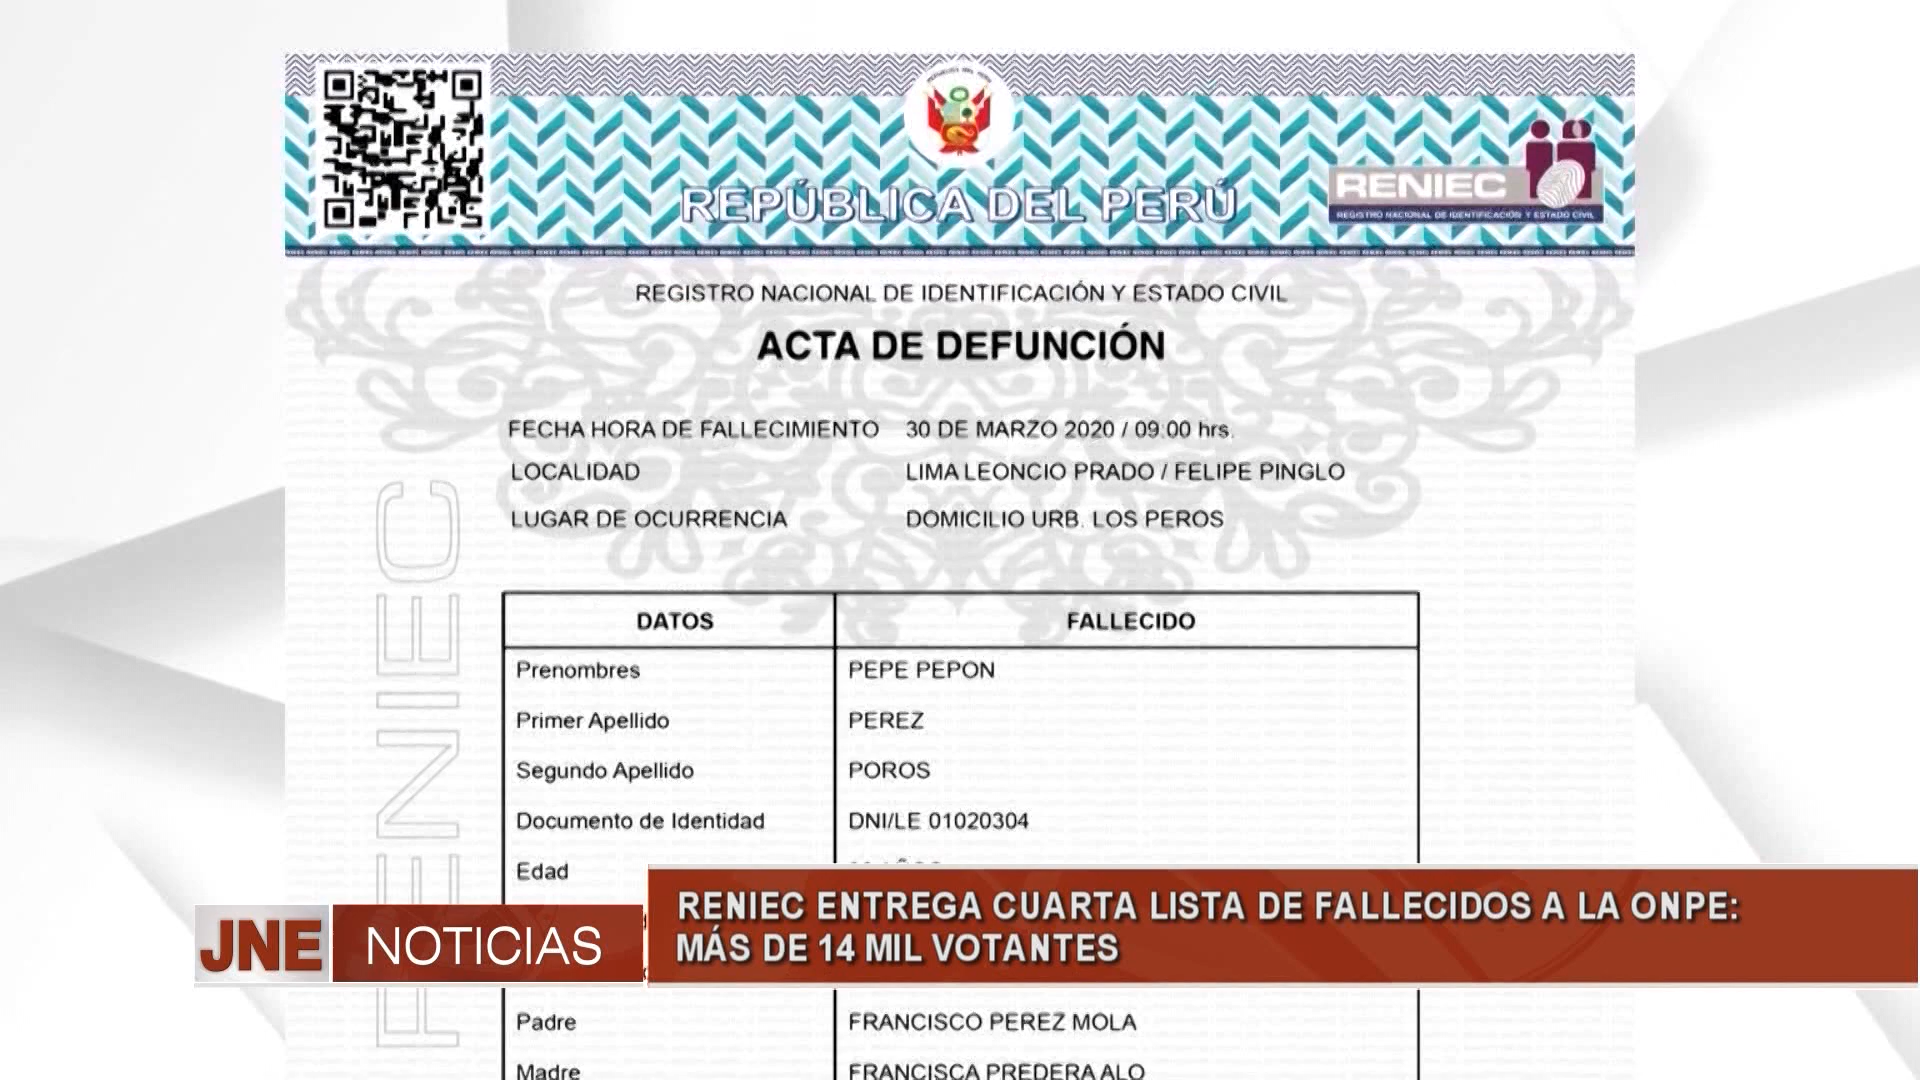 REPÚBLICA DEL PERÚ
RENIEC
REGISTRO NACIONAL DE IDENTIFICACIÓN Y ESTADO CIVIL
REGISTRO NACIONAL DE IDENTIFICACIÓN Y ESTADO CIVIL
ACTA DE DEFUNCIÓN
FECHA HORA DE FALLECIMIENTO 30 DE MARZO 2020 / 09:00 hrs.
LOCALIDAD LIMA LEONCIO PRADO / FELIPE PINGLO
LUGAR DE OCURRENCIA DOMICILIO URB. LOS PEROS
DATOS FALLECIDO
Prenombres PEPE PEPON
Primer Apellido PEREZ
Segundo Apellido POROS
Documento de Identidad DNI/LE 01020304
Edad
RENIEC ENTREGA CUARTA LISTA DE FALLECIDOS A LA ONPE:
MÁS DE 14 MIL VOTANTES
JNE NOTICIAS
Padre FRANCISCO PEREZ MOLA
Madre FRANCISCA PREDERA ALO
RENIEC